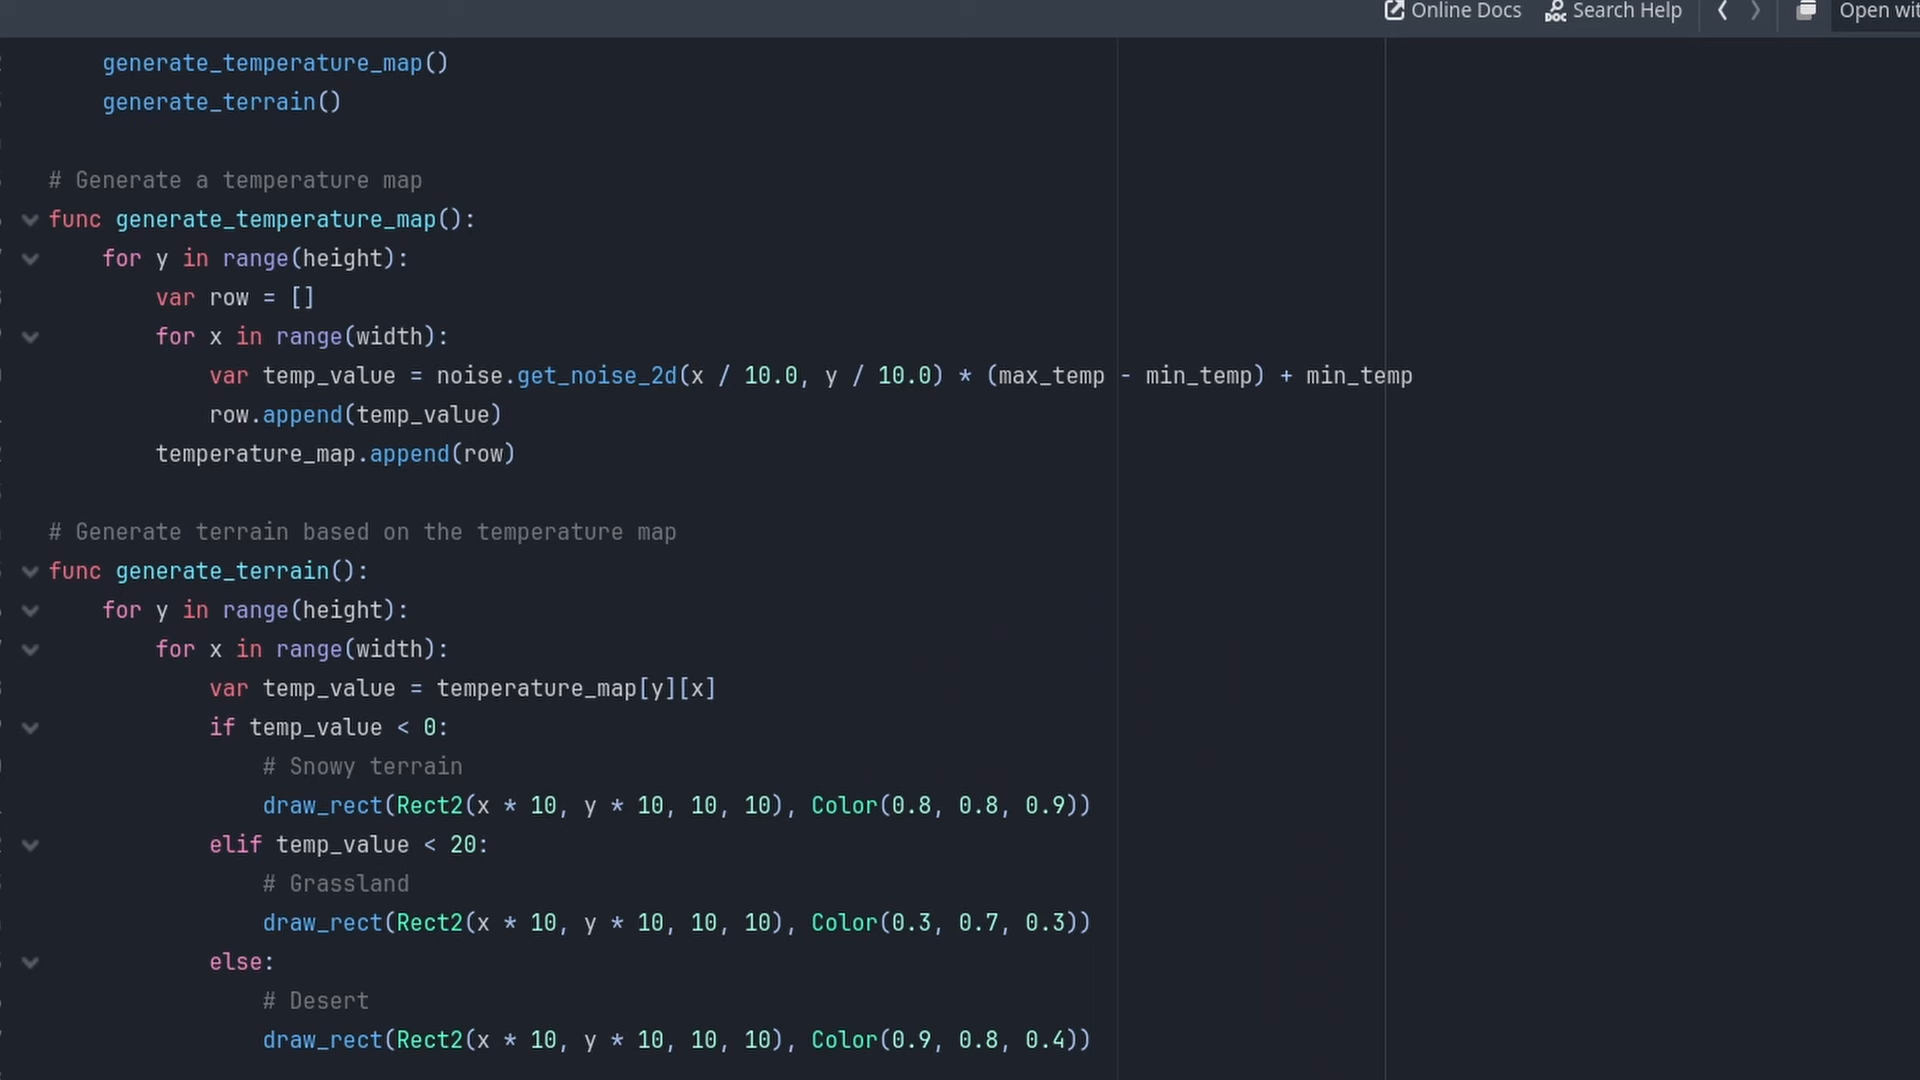 Online Docs Search Help Open wit
generate_temperature_map()
generate_terrain()
# Generate a temperature map
func generate_temperature_map():
for y in range(height):
var row = []
for x in range(width):
var temp_value = noise.get_noise_2d(x / 10.0, y / 10.0) * (max_temp - min_temp) + min_temp
row.append(temp_value)
temperature_map.append(row)
# Generate terrain based on the temperature map
func generate_terrain():
for y in range(height):
for x in range(width):
var temp_value = temperature_map[y][x]
if temp_value < 0:
# Snowy terrain
draw_rect(Rect2(x * 10, y * 10, 10, 10), Color(0.8, 0.8, 0.9))
elif temp_value < 20:
# Grassland
draw_rect(Rect2(x * 10, y * 10, 10, 10), Color(0.3, 0.7, 0.3))
else:
# Desert
draw_rect(Rect2(x * 10, y * 10, 10, 10), Color(0.9, 0.8, 0.4))